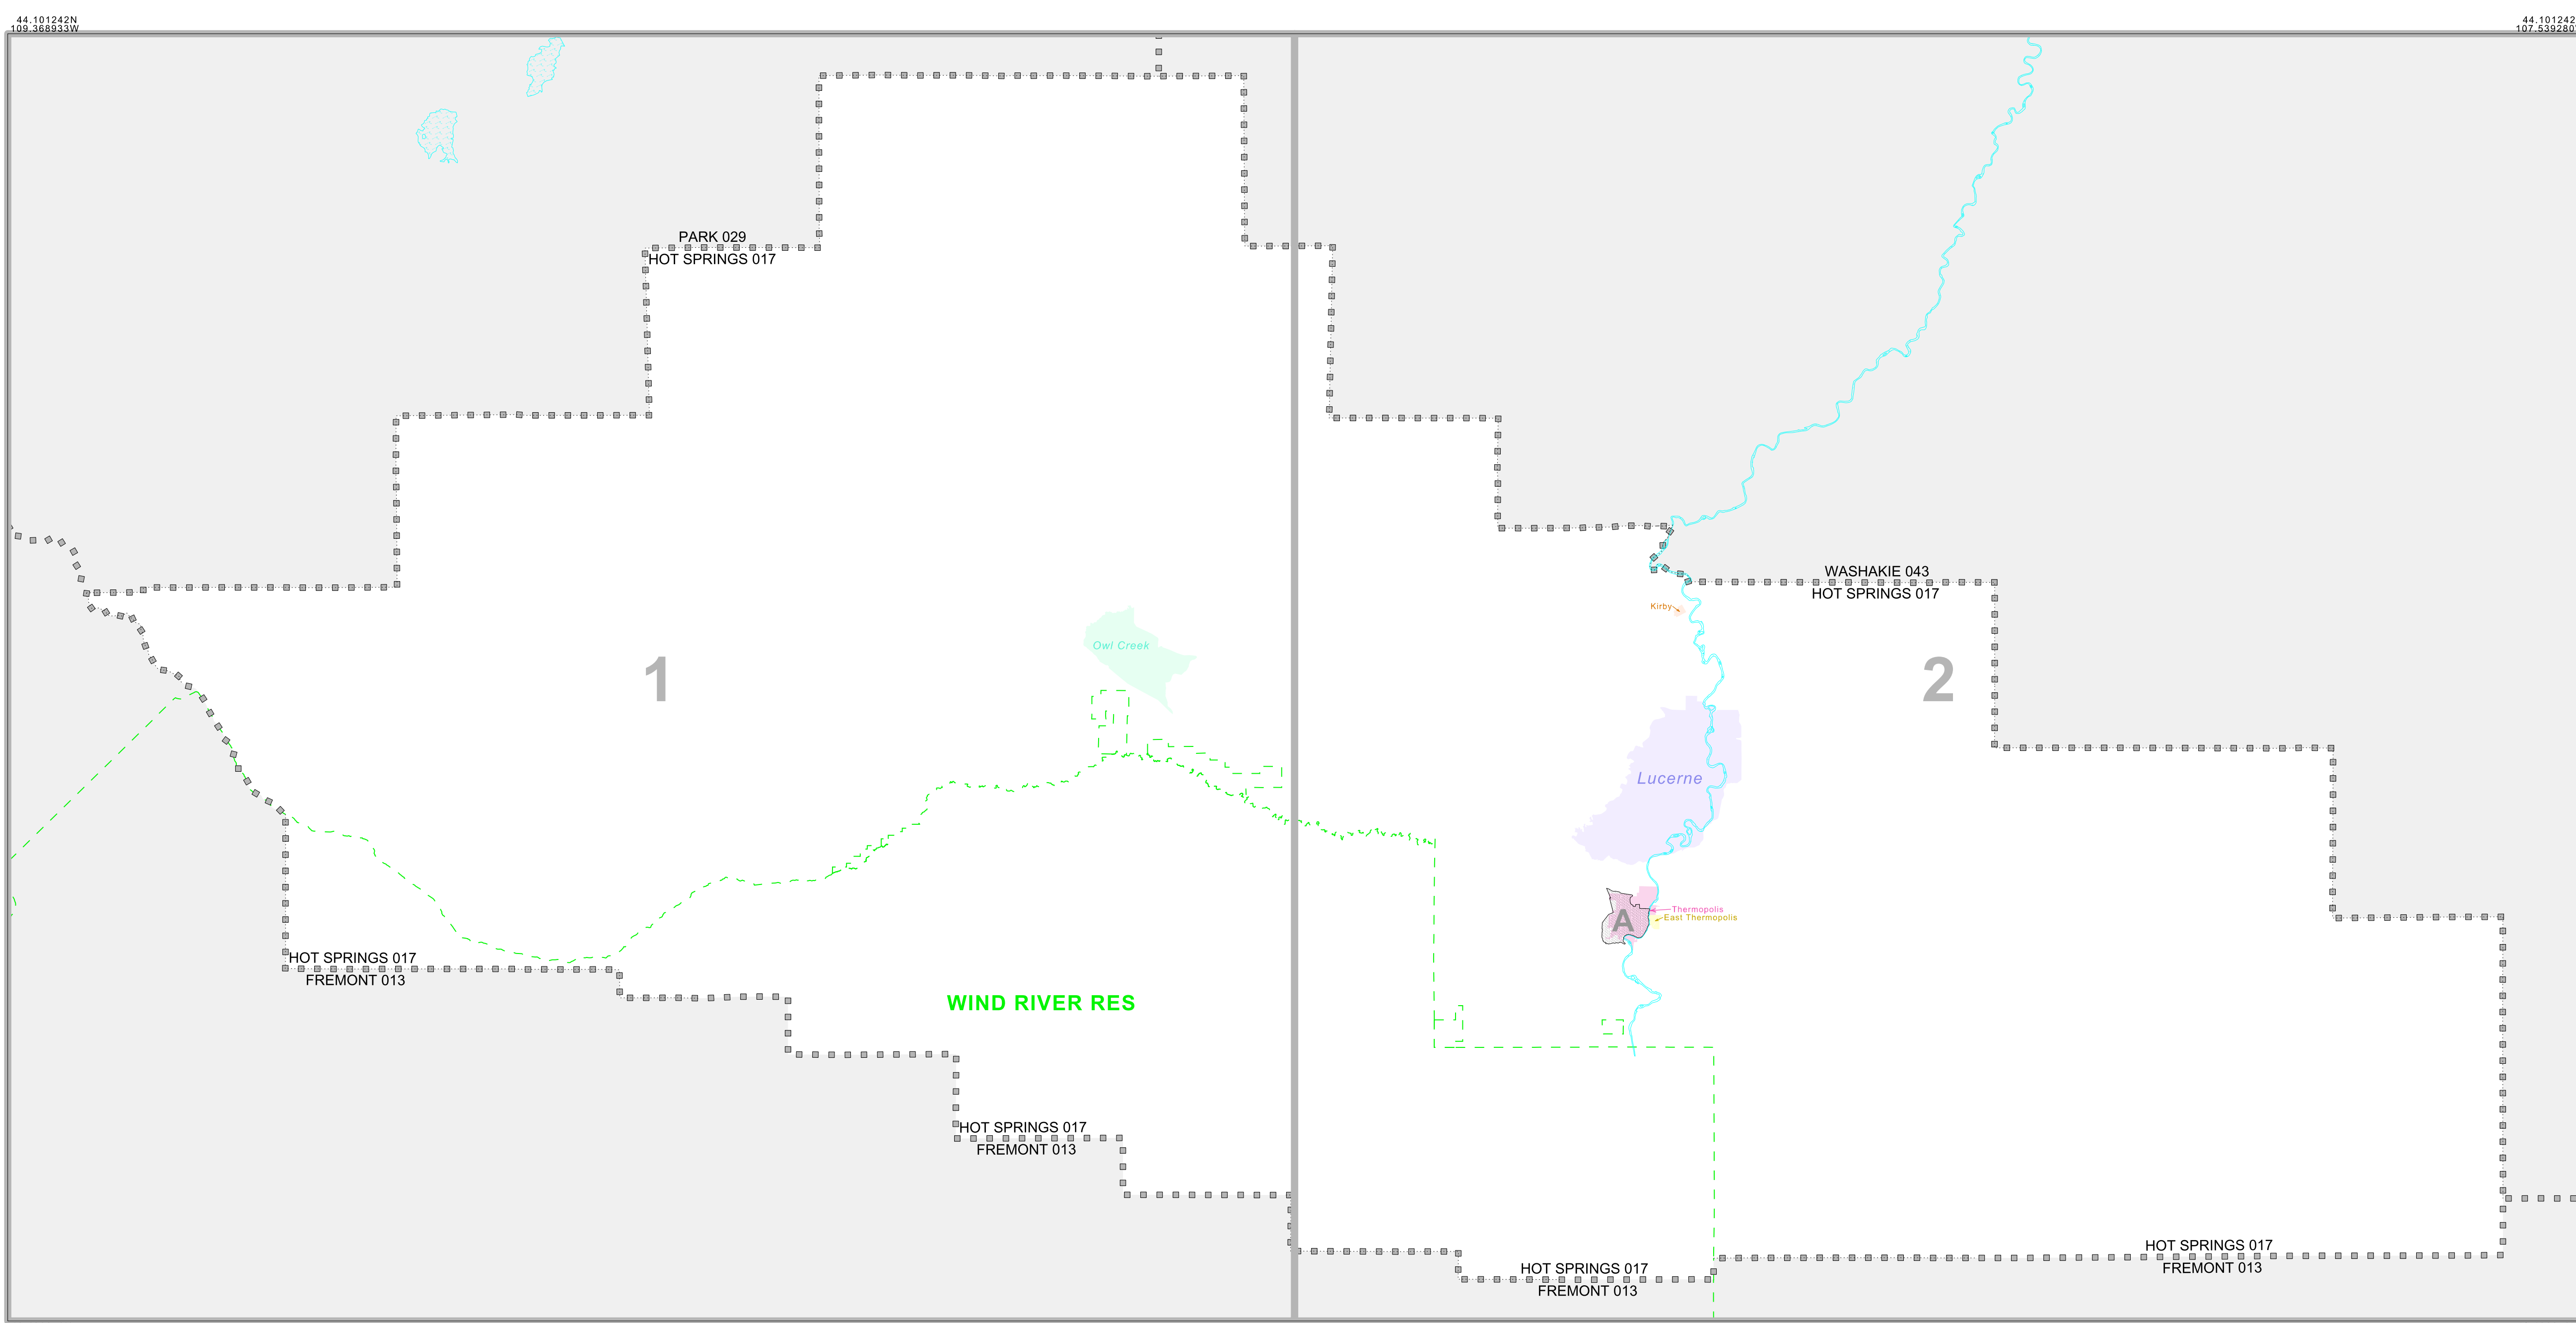 44.101242N
109.368933W
44.101242
107.539280
PARK 029
HOT SPRINGS 017
WASHAKIE 043
HOT SPRINGS 017
Kirby
Owl Creek
1
2
Lucerne
Thermopolis
A
East Thermopolis
HOT SPRINGS 017
FREMONT 013
WIND RIVER RES
HOT SPRINGS 017
FREMONT 013
HOT SPRINGS 017
FREMONT 013
HOT SPRINGS 017
FREMONT 013